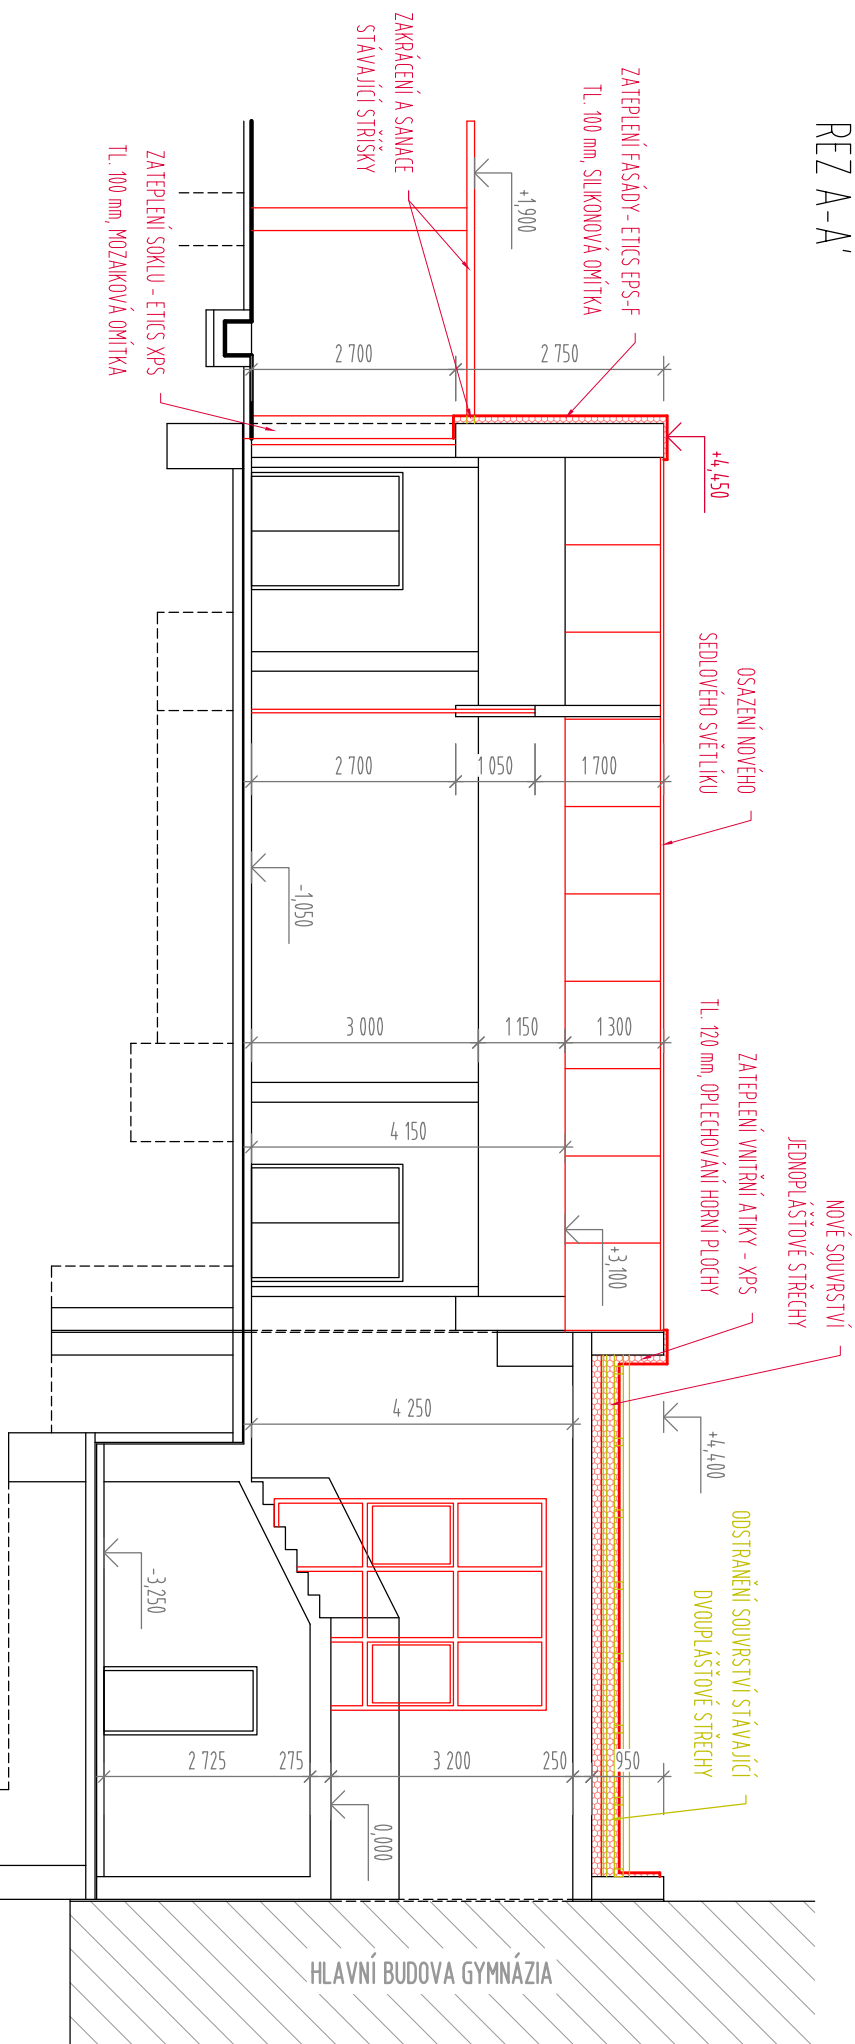 ŘEZ A-A´
ZAKRÁCENÍ A SANACE
STÁVAJÍCÍ STŘÍŠKY
ZATEPLENÍ FASÁDY - ETICS EPS-F
TL. 100 mm, SILIKONOVÁ OMÍTKA
OSAZENÍ NOVÉHO
SEDLOVÉHO SVĚTLÍKU
NOVÉ SOUVRSTVÍ
JEDNOPLÁŠŤOVÉ STŘECHY
ZATEPLENÍ VNITŘNÍ ATIKY - XPS
TL. 120 mm, OPLECHOVÁNÍ HORNÍ PLOCHY
ODSTRANĚNÍ SOUVRSTVÍ STÁVAJÍCÍ
DVOUPLÁŠŤOVÉ STŘECHY
ZATEPLENÍ SOKLU - ETICS XPS
TL. 100 mm, MOZAIKOVÁ OMÍTKA
+1,900
+4,450
+4,400
2 750
2 700
1 700
1 050
2 700
-1,050
1 300
1 150
3 000
4 150
+3,100
4 250
950
250
3 200
275
2 725
0,000
-3,250
HLAVNÍ BUDOVA GYMNÁZIA